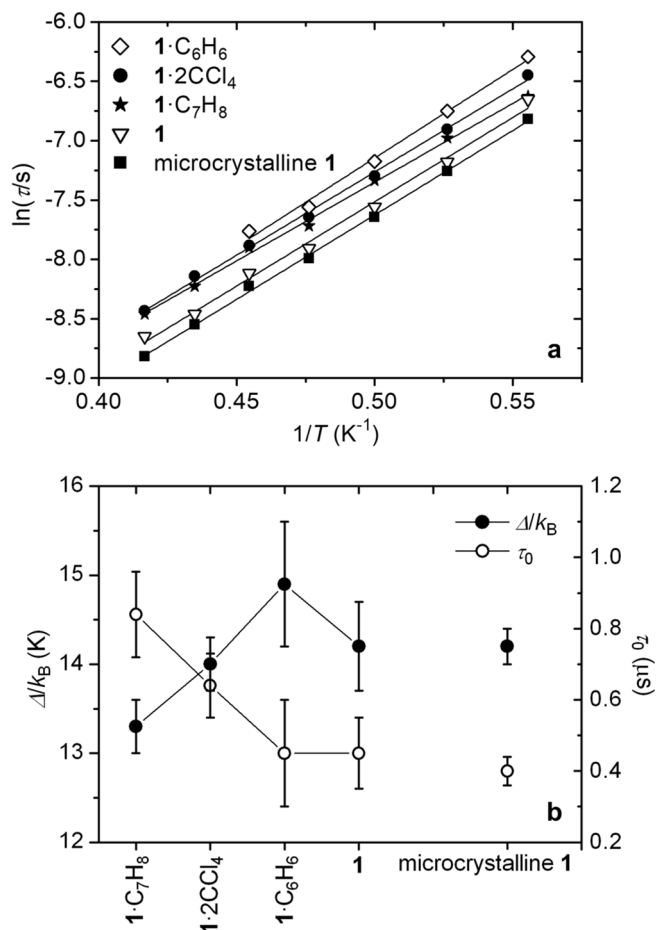 -6.0
-6.5
-7.0
-7.5
-8.0
-8.5
-9.0
ln(τ/s)
1·C₆H₆
1·2CCl₄
1·C₇H₈
1
microcrystalline 1
a
0.40 0.45 0.50 0.55
1/T (K⁻¹)
16
15
14
13
12
Δ/k_B (K)
Δ/k_B
τ₀
1.2
1.0
0.8
0.6
0.4
0.2
τ₀ (μs)
b
1·C₇H₈
1·2CCl₄
1·C₆H₆
1
microcrystalline 1